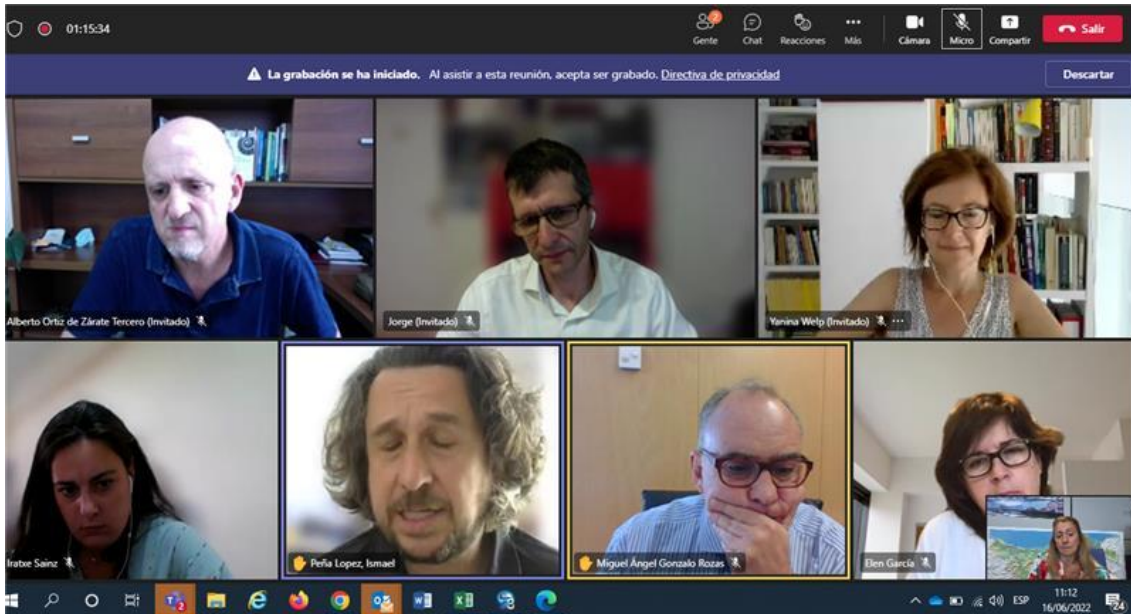 01:15:34
2
Gente
Chat
Reacciones
Más
Cámara
Micro
Compartir
Salir
La grabación se ha iniciado. Al asistir a esta reunión, acepta ser grabado. Directiva de privacidad
Descartar
Alberto Ortiz de Zárate Tercero (Invitado)
Jorge (Invitado)
Yanina Welp (Invitado)
Iratxe Sainz
Peña Lopez, Ismael
Miguel Ángel Gonzalo Rozas
Elen García
ESP
11:12
16/06/2022
24